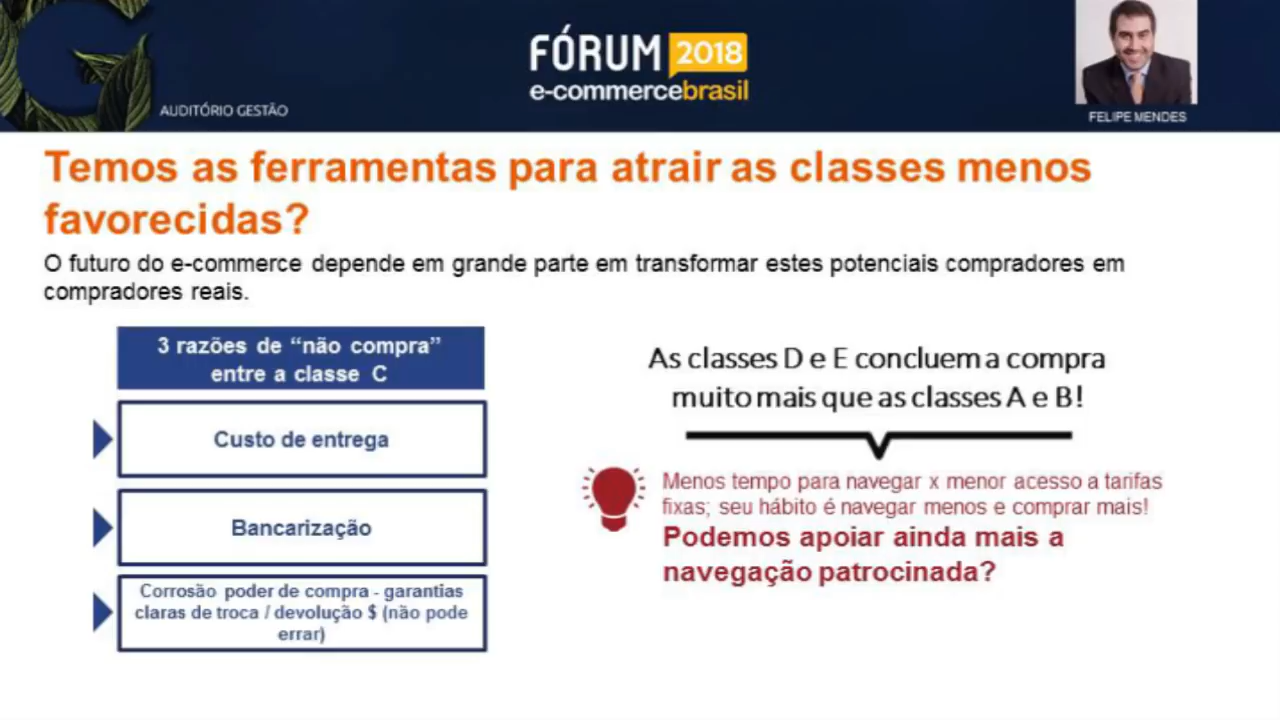 AUDITÓRIO GESTÃO
FÓRUM 2018
e-commercebrasil
FELIPE MENDES
Temos as ferramentas para atrair as classes menos
favorecidas?
O futuro do e-commerce depende em grande parte em transformar estes potenciais compradores em
compradores reais.
3 razões de “não compra”
entre a classe C
Custo de entrega
Bancarização
Corrosão poder de compra - garantias
claras de troca / devolução $ (não pode
errar)
As classes D e E concluem a compra
muito mais que as classes A e B!
Menos tempo para navegar x menor acesso a tarifas
fixas; seu hábito é navegar menos e comprar mais!
Podemos apoiar ainda mais a
navegação patrocinada?